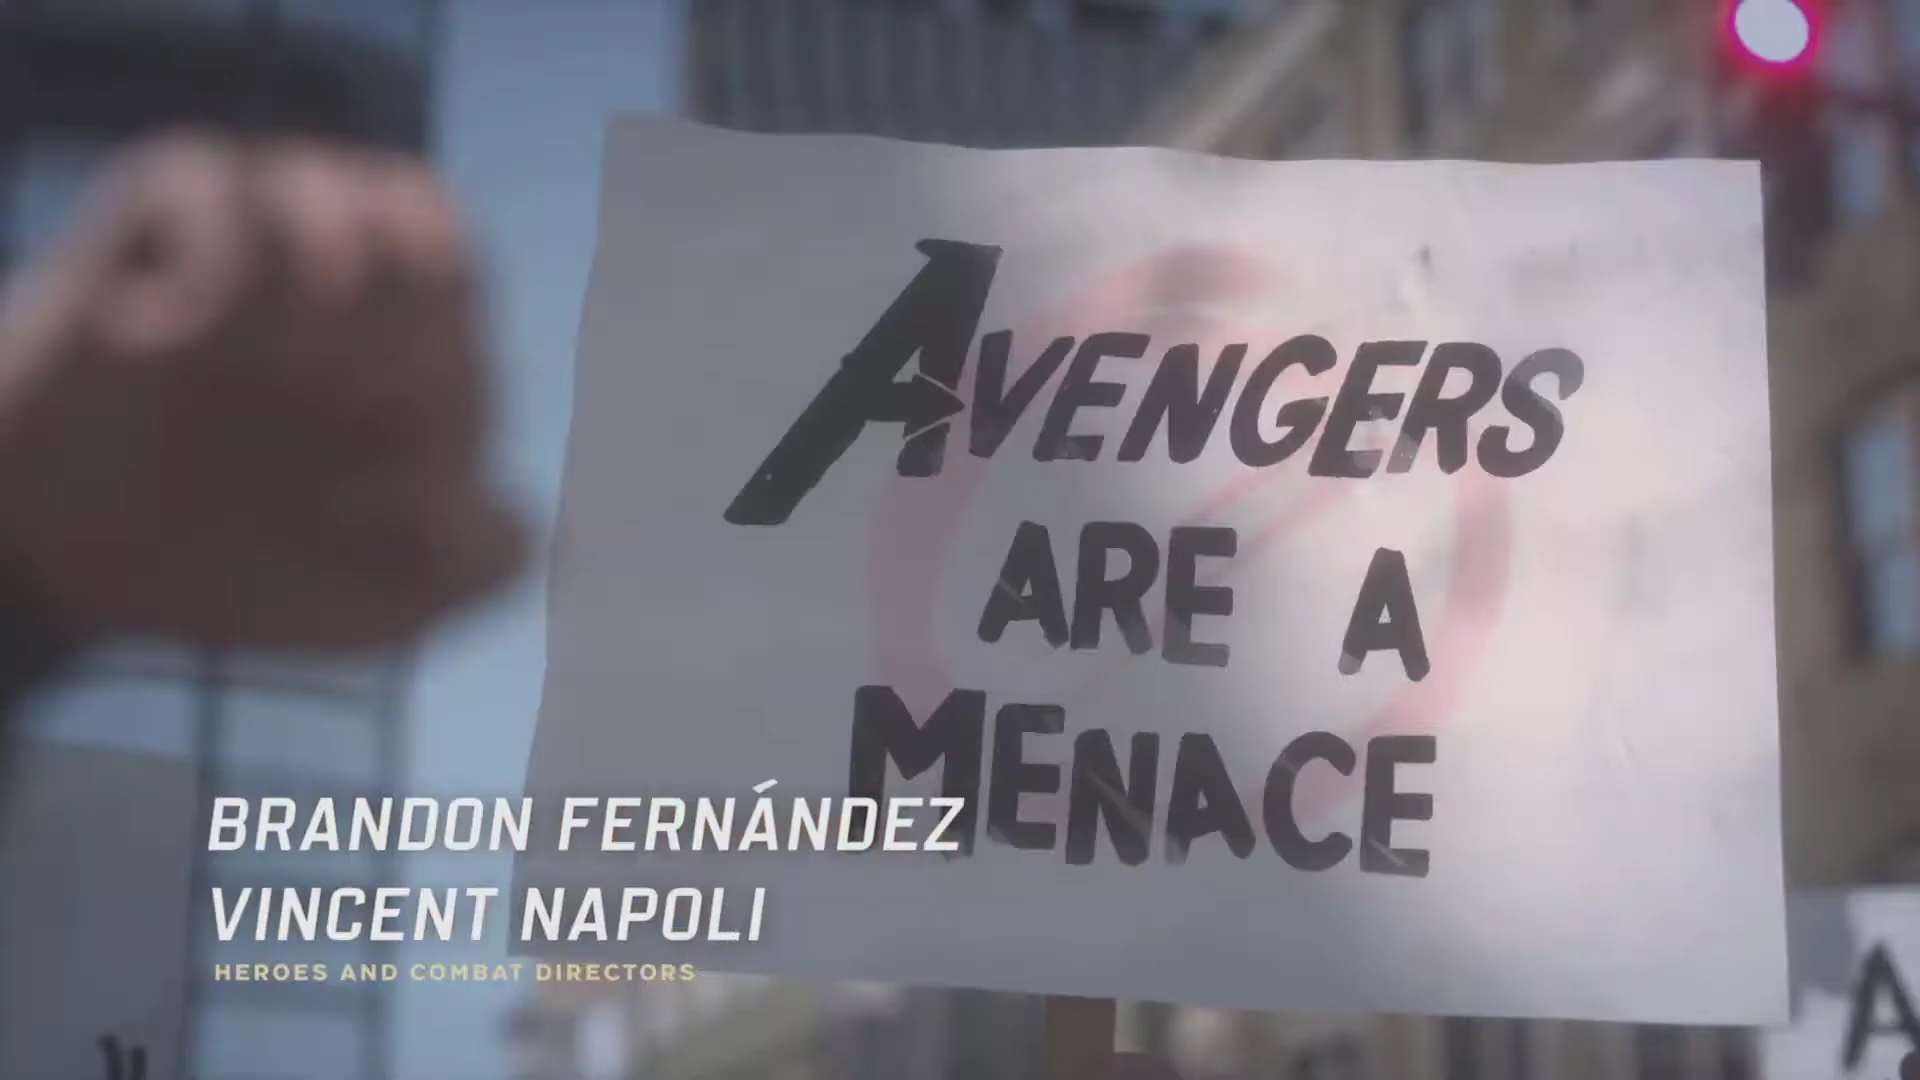 AVENGERS
ARE A
MENACE
BRANDON FERNÁNDEZ
VINCENT NAPOLI
HEROES AND COMBAT DIRECTORS
A